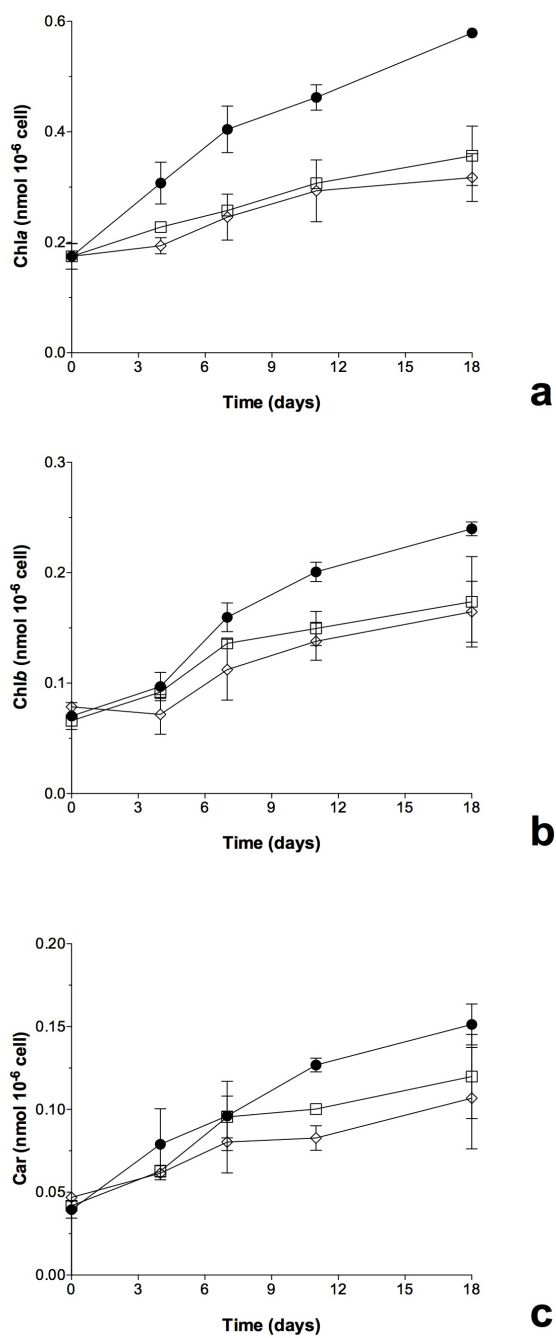 0.6
0.4
0.2
0.0
Chla (nmol 10-6 cell)
0 3 6 9 12 15 18
Time (days)
a
0.3
0.2
0.1
0.0
Chlb (nmol 10-6 cell)
0 3 6 9 12 15 18
Time (days)
b
0.20
0.15
0.10
0.05
0.00
Car (nmol 10-6 cell)
0 3 6 9 12 15 18
Time (days)
c